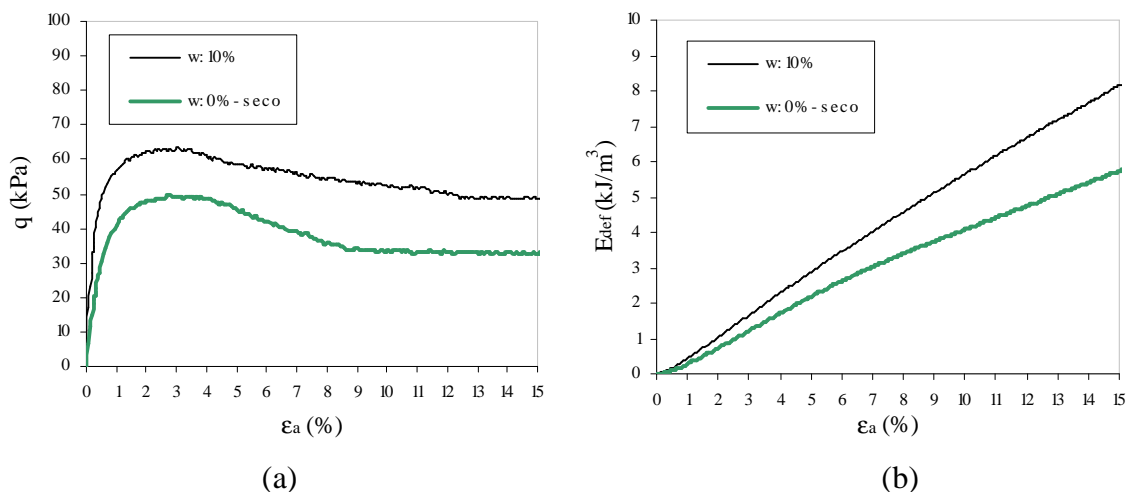 100
90
80
70
60
50
40
30
20
10
0
q (kPa)
w: 10%
w: 0% - seco
0 1 2 3 4 5 6 7 8 9 10 11 12 13 14 15
εa (%)
(a)
10
9
8
7
6
5
4
3
2
1
0
Edef (kJ/m³)
w: 10%
w: 0% - seco
0 1 2 3 4 5 6 7 8 9 10 11 12 13 14 15
εa (%)
(b)